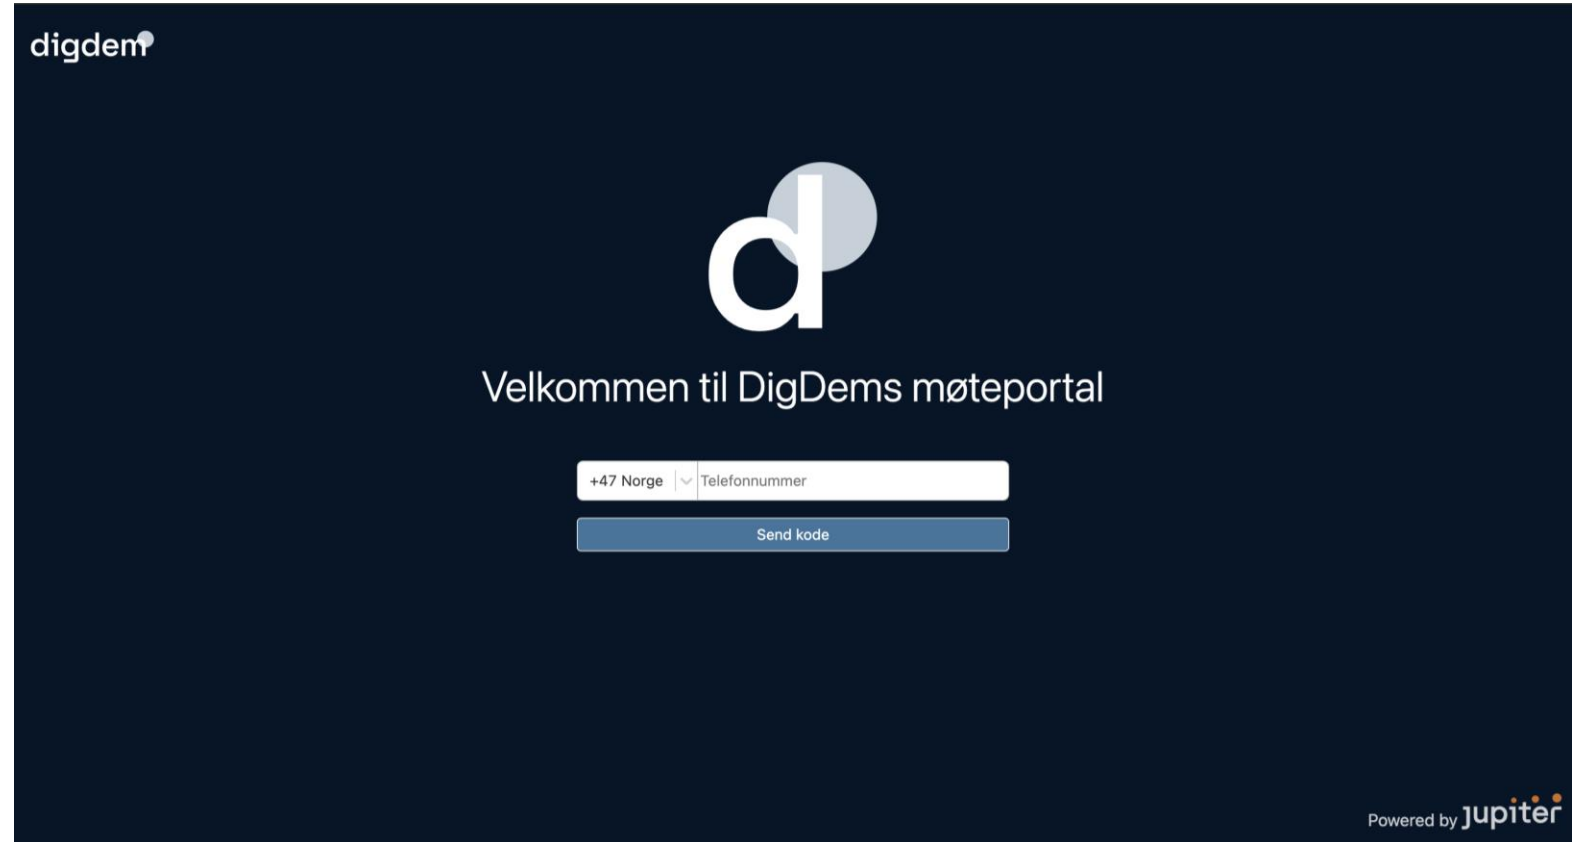 digdem
d
Velkommen til DigDems møteportal
+47 Norge
Telefonnummer
Send kode
Powered by jupiter